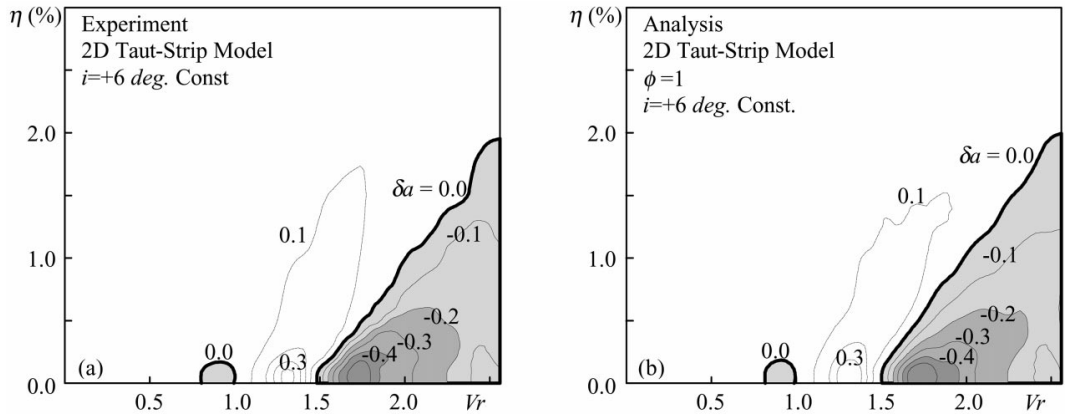 η (%)
Experiment
2D Taut-Strip Model
i=+6 deg. Const
2.0
δa = 0.0
0.1
-0.1
1.0
-0.2
-0.3
0.0
0.3
-0.4
(a)
0.0
0.5
1.0
1.5
2.0
Vr
η (%)
Analysis
2D Taut-Strip Model
ϕ=1
i=+6 deg. Const.
2.0
δa = 0.0
0.1
-0.1
1.0
-0.2
-0.3
0.0
0.3
-0.4
(b)
0.0
0.5
1.0
1.5
2.0
Vr